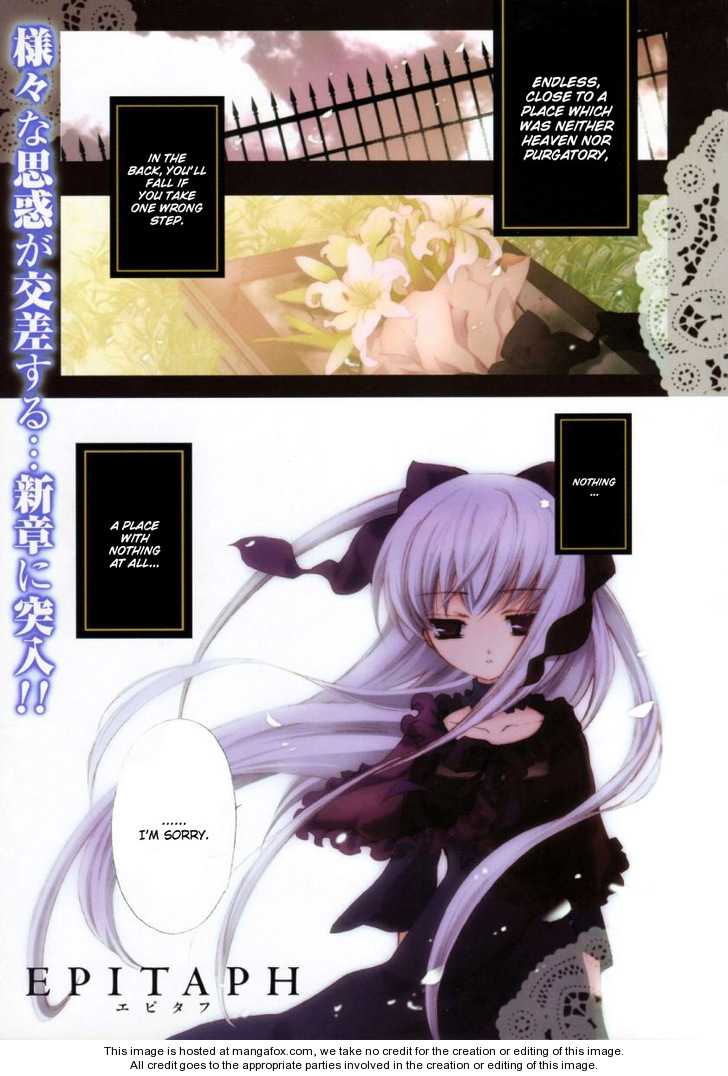 様々な思惑が交差する…新章に突入!!
ENDLESS,
CLOSE TO A
PLACE WHICH
WAS NEITHER
HEAVEN NOR
PURGATORY,
IN THE
BACK, YOU'LL
FALL IF
YOU TAKE
ONE WRONG
STEP.
NOTHING
...
A PLACE
WITH
NOTHING
AT ALL...
......
I'M SORRY.
EPITAPH
エピタフ
This image is hosted at mangafox.com, we take no credit for the creation or editing of this image.
All credit goes to the appropriate parties involved in the creation or editing of this image.